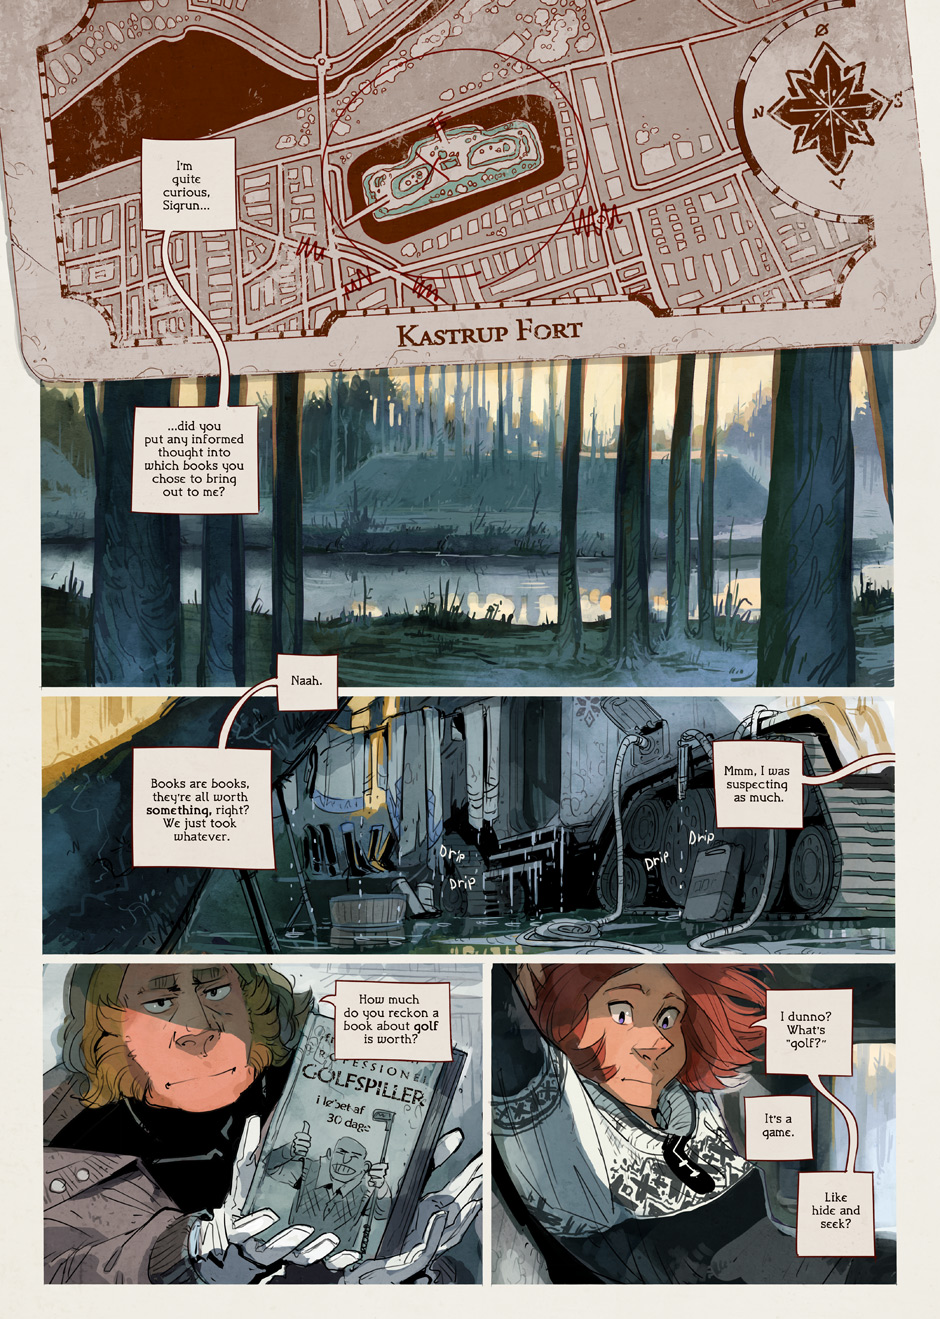 Ø
N
S
V
I'm
quite
curious,
Sigrun...
Kastrup Fort
...did you
put any informed
thought into
which books you
chose to bring
out to me?
Naah.
Books are books,
they're all worth
something, right?
We just took
whatever.
Mmm, I was
suspecting
as much.
Drip
Drip
Drip
Drip
How much
do you reckon a
book about golf
is worth?
GOLFSPILLER
i løbet af
30 dage
I dunno?
What's
"golf?"
It's a
game.
Like
hide and
seek?